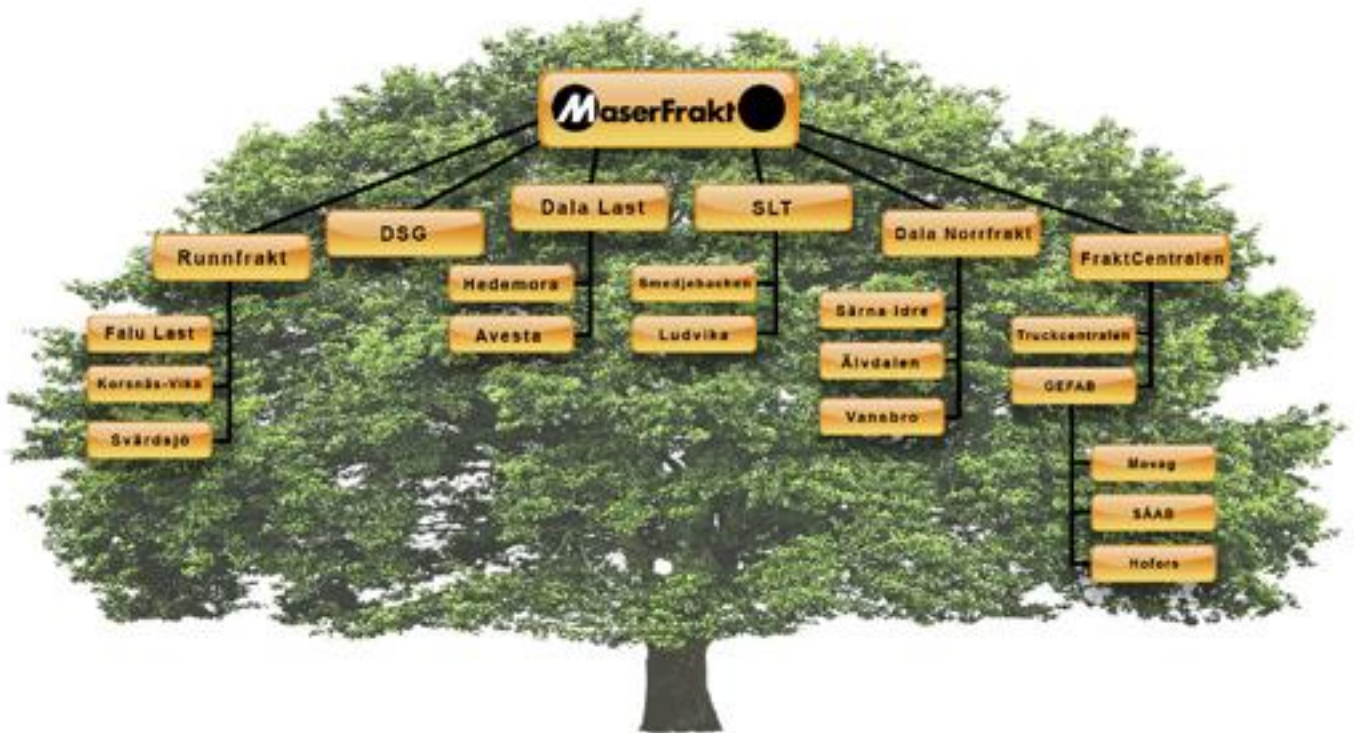 MaserFrakt
Dala Last
SLT
DSG
Dala Norrfrakt
Runnfrakt
FraktCentralen
Hedemora
Avesta
Smedjebacken
Ludvika
Särna Idre
Älvdalen
Vansbro
Falu Last
Korsnäs-Vika
Svärdsjö
Truckcentralen
GEFAB
Movag
SÅAB
Hofors